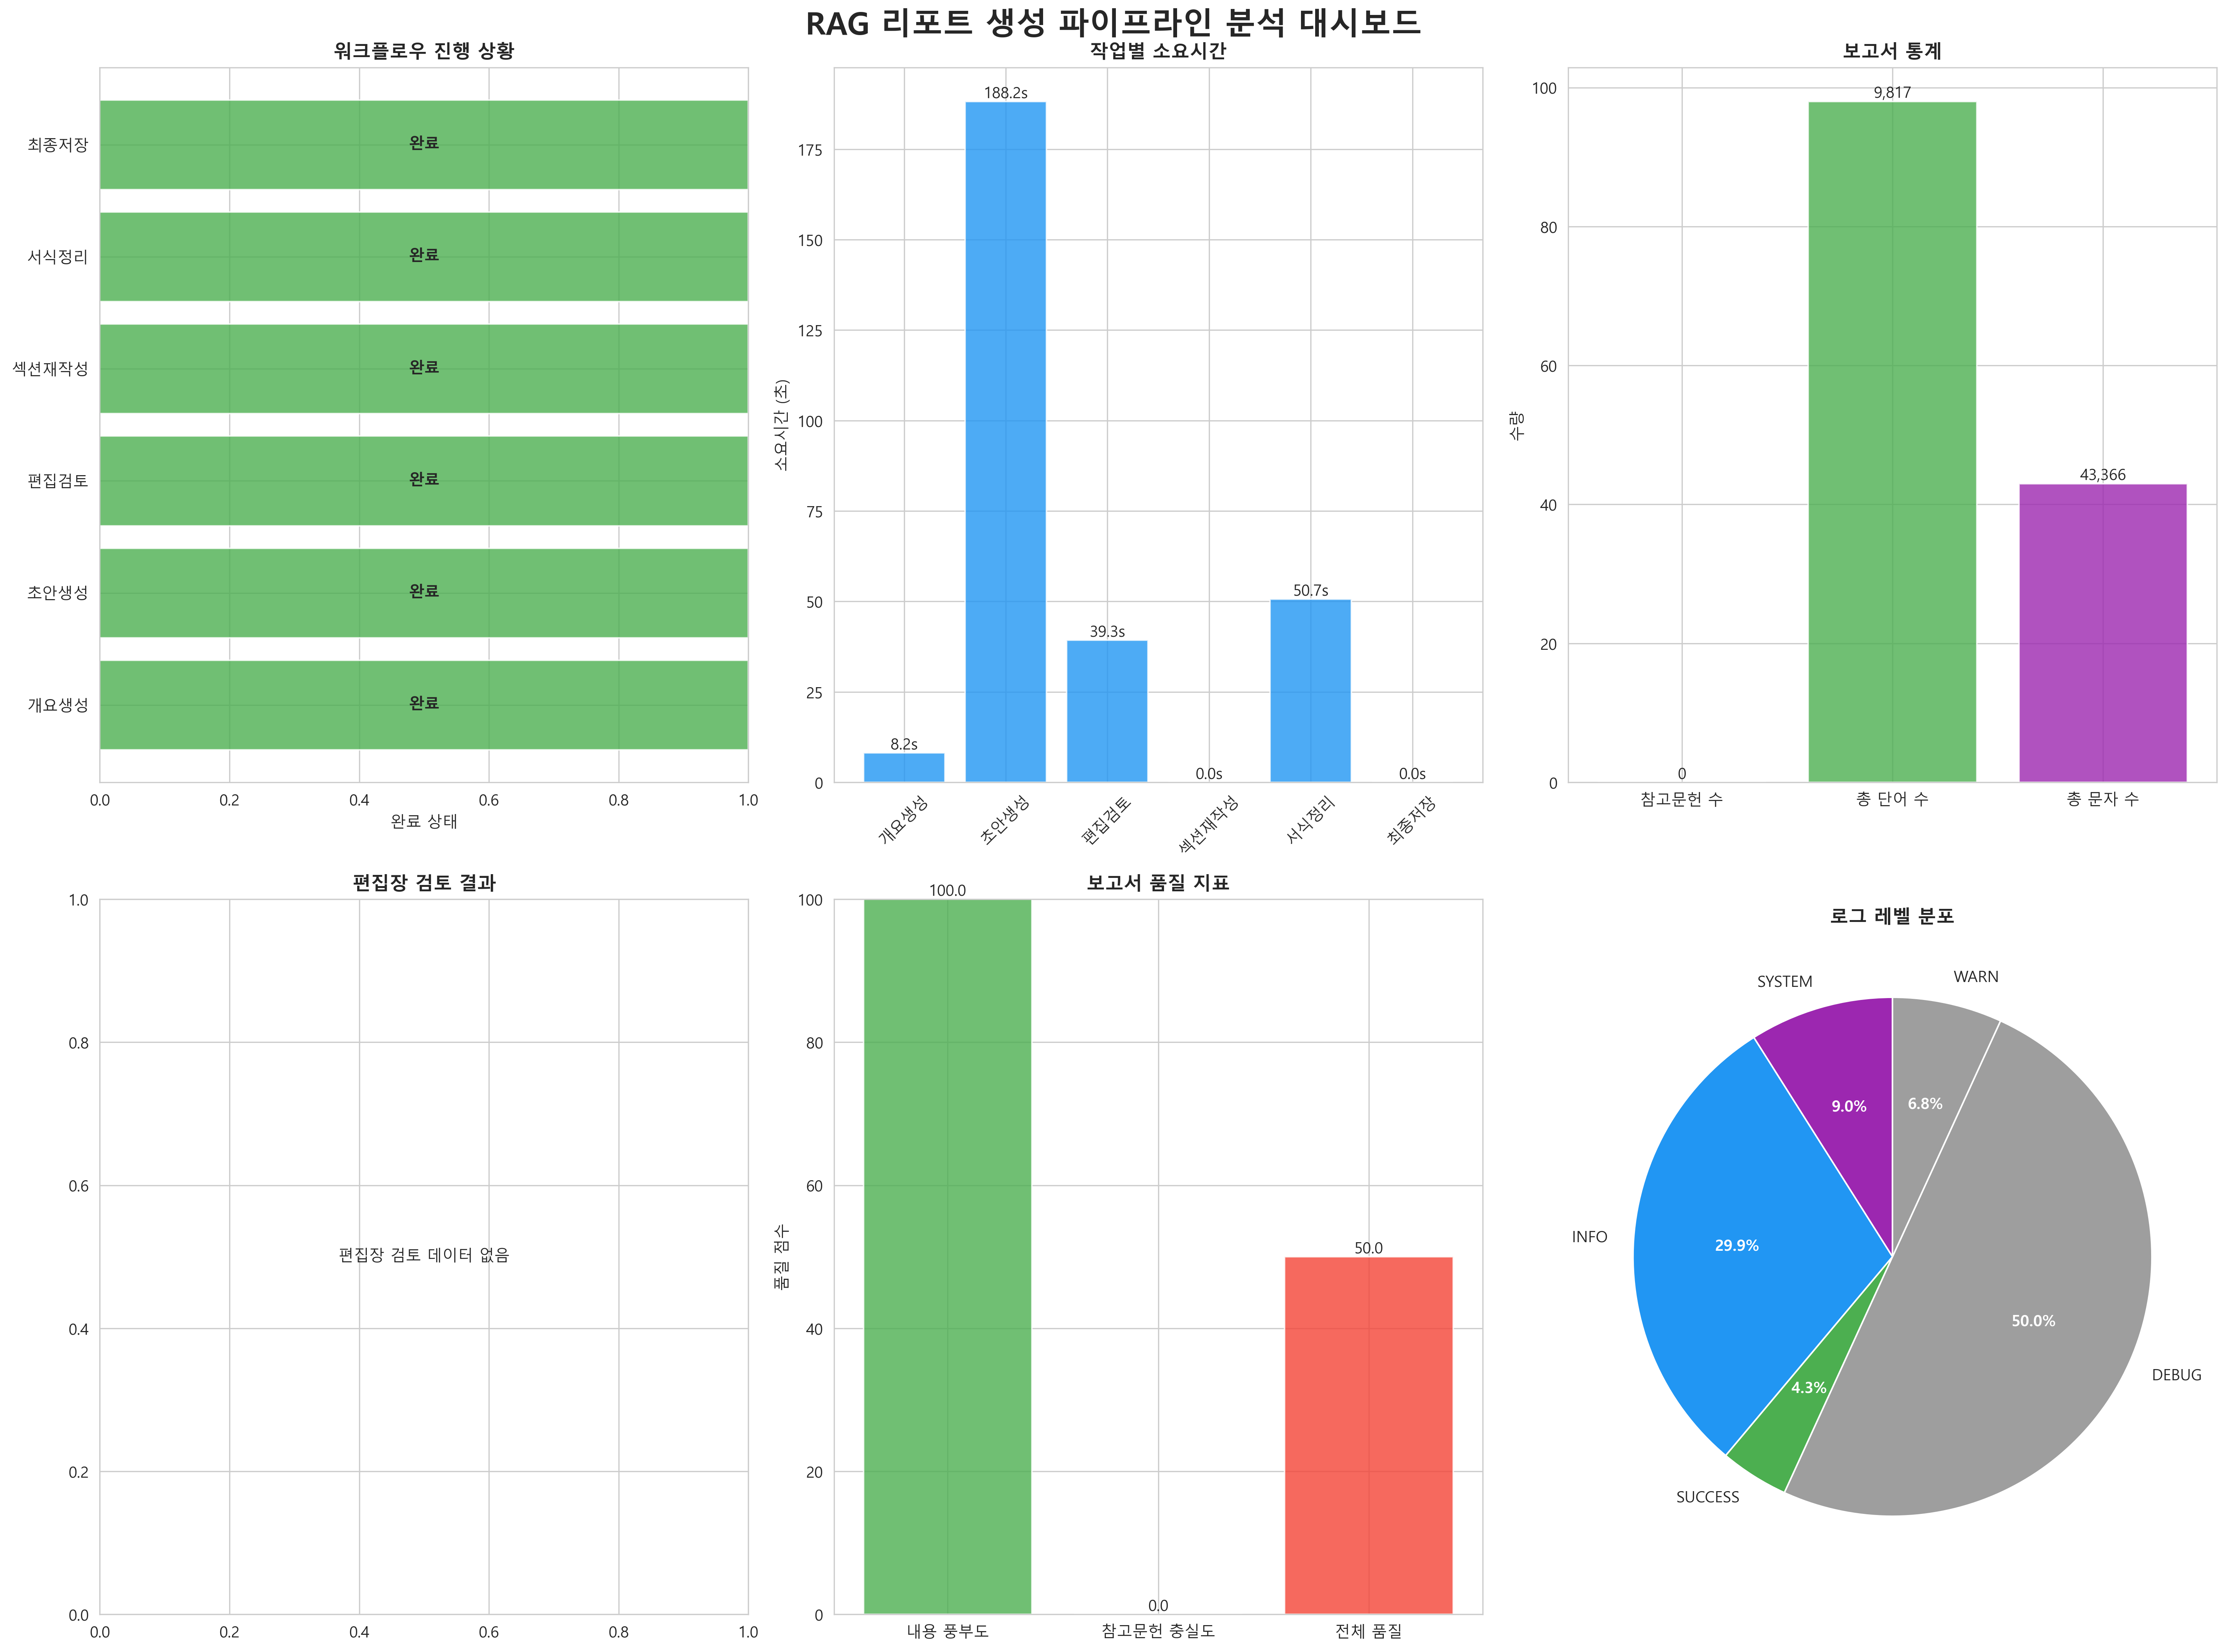 RAG 리포트 생성 파이프라인 분석 대시보드
워크플로우 진행 상황
최종저장
서식정리
섹션재작성
편집검토
초안생성
개요생성
완료
완료
완료
완료
완료
완료
0.0 0.2 0.4 0.6 0.8 1.0
완료 상태
작업별 소요시간
소요시간 (초)
175
150
125
100
75
50
25
0
8.2s
188.2s
39.3s
0.0s
50.7s
0.0s
개요생성
초안생성
편집검토
섹션재작성
서식정리
최종저장
보고서 통계
수량
100
80
60
40
20
0
0
9,817
43,366
참고문헌 수 총 단어 수 총 문자 수
편집장 검토 결과
1.0
0.8
0.6
0.4
0.2
0.0
편집장 검토 데이터 없음
0.0 0.2 0.4 0.6 0.8 1.0
보고서 품질 지표
품질 점수
100
80
60
40
20
0
100.0
0.0
50.0
내용 풍부도 참고문헌 충실도 전체 품질
로그 레벨 분포
SYSTEM
9.0%
WARN
6.8%
INFO
29.9%
DEBUG
50.0%
SUCCESS
4.3%